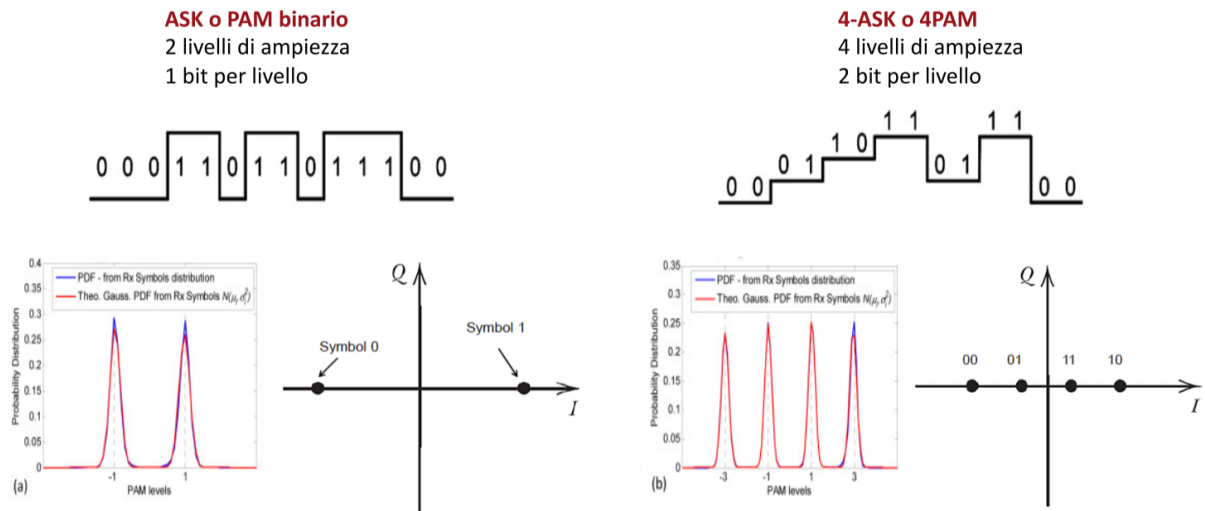 ASK o PAM binario
2 livelli di ampiezza
1 bit per livello
0 0 0 1 1 0 1 1 0 1 1 1 0 0
0.4
0.35
0.3
0.25
0.2
0.15
0.1
0.05
0
Probability Distribution
PDF - from Rx Symbols distribution
Theo. Gauss. PDF from Rx Symbols N(μᵢ, σᵢ²)
-1
1
PAM levels
(a)
Q
Symbol 0
Symbol 1
I
4-ASK o 4PAM
4 livelli di ampiezza
2 bit per livello
0 0 0 1 1 0 1 1 0 1 1 1 0 0
0.35
0.3
0.25
0.2
0.15
0.1
0.05
0
Probability Distribution
PDF - from Rx Symbols distribution
Theo. Gauss. PDF from Rx Symbols N(μᵢ, σᵢ²)
-3
-1
1
3
PAM levels
(b)
Q
00 01 11 10
I